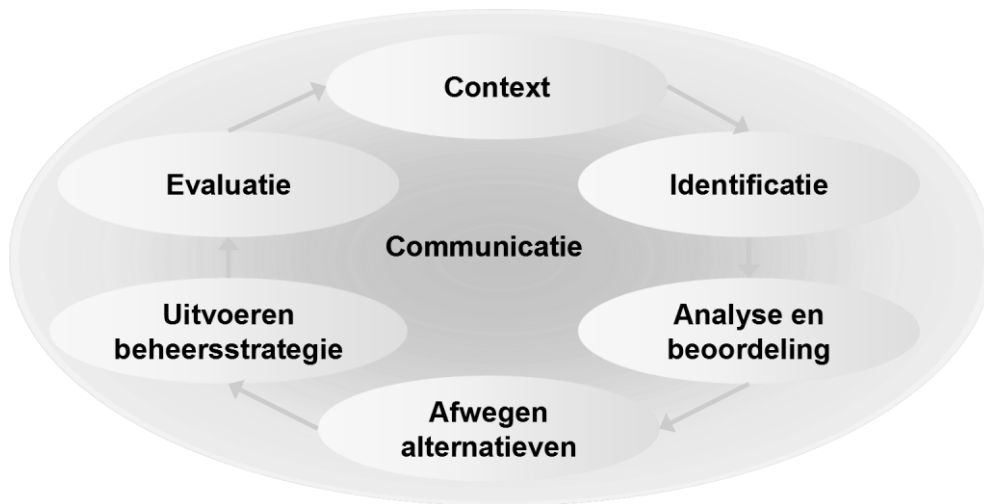 Context
Evaluatie
Identificatie
Communicatie
Uitvoeren
beheersstrategie
Analyse en
beoordeling
Afwegen
alternatieven